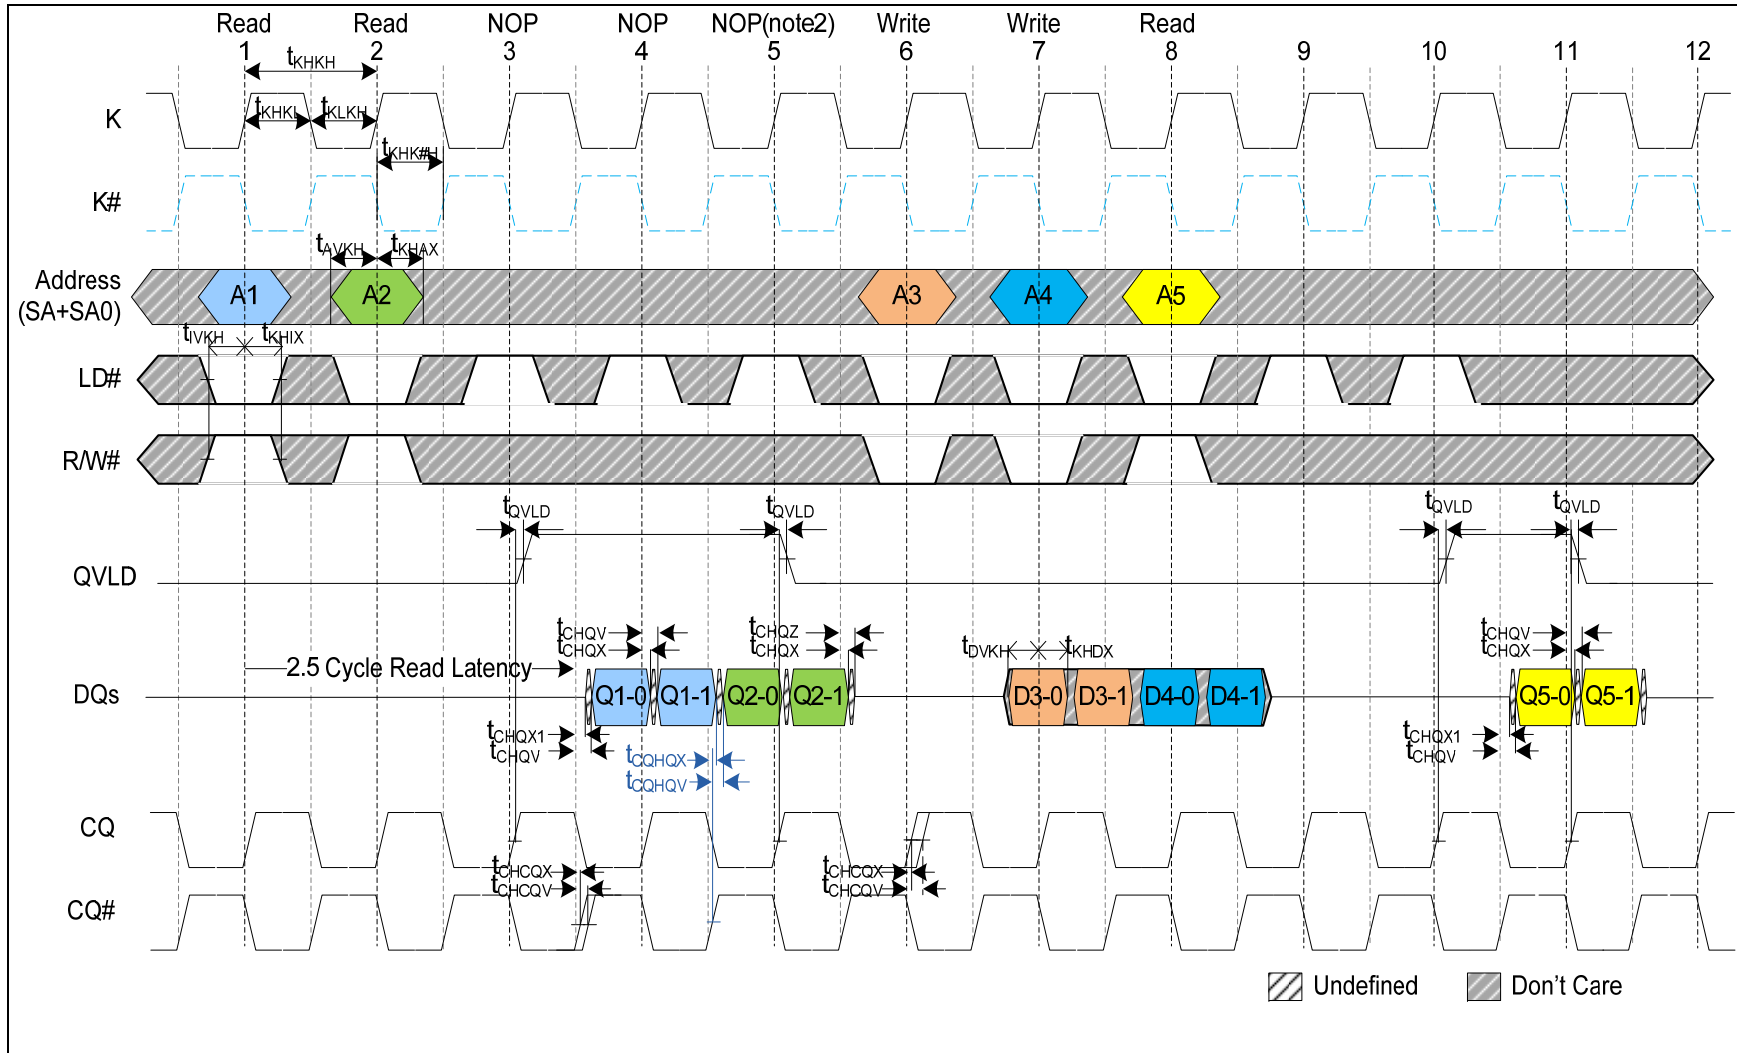 Read Read NOP NOP NOP(note2) Write Write Read
1 2 3 4 5 6 7 8 9 10 11 12
tKHKH
K
tKHKL tKLKH
tKHK#H
K#
tAVKH tKHAX
Address
(SA+SA0)
A1 A2 A3 A4 A5
tIVKH tKHIX
LD#
R/W#
tQVLD tQVLD tQVLD tQVLD
QVLD
tCHQV tCHQZ tCHQV
tCHQX tCHQX tDVKH tKHDX tCHQX
2.5 Cycle Read Latency
DQs
Q1-0 Q1-1 Q2-0 Q2-1 D3-0 D3-1 D4-0 D4-1 Q5-0 Q5-1
tCHQX1 tCHQX1
tCHQV tCHQV
tCQHQX
tCQHQV
CQ
tCHCQX tCHCQX
tCHCQV tCHCQV
CQ#
Undefined Don't Care